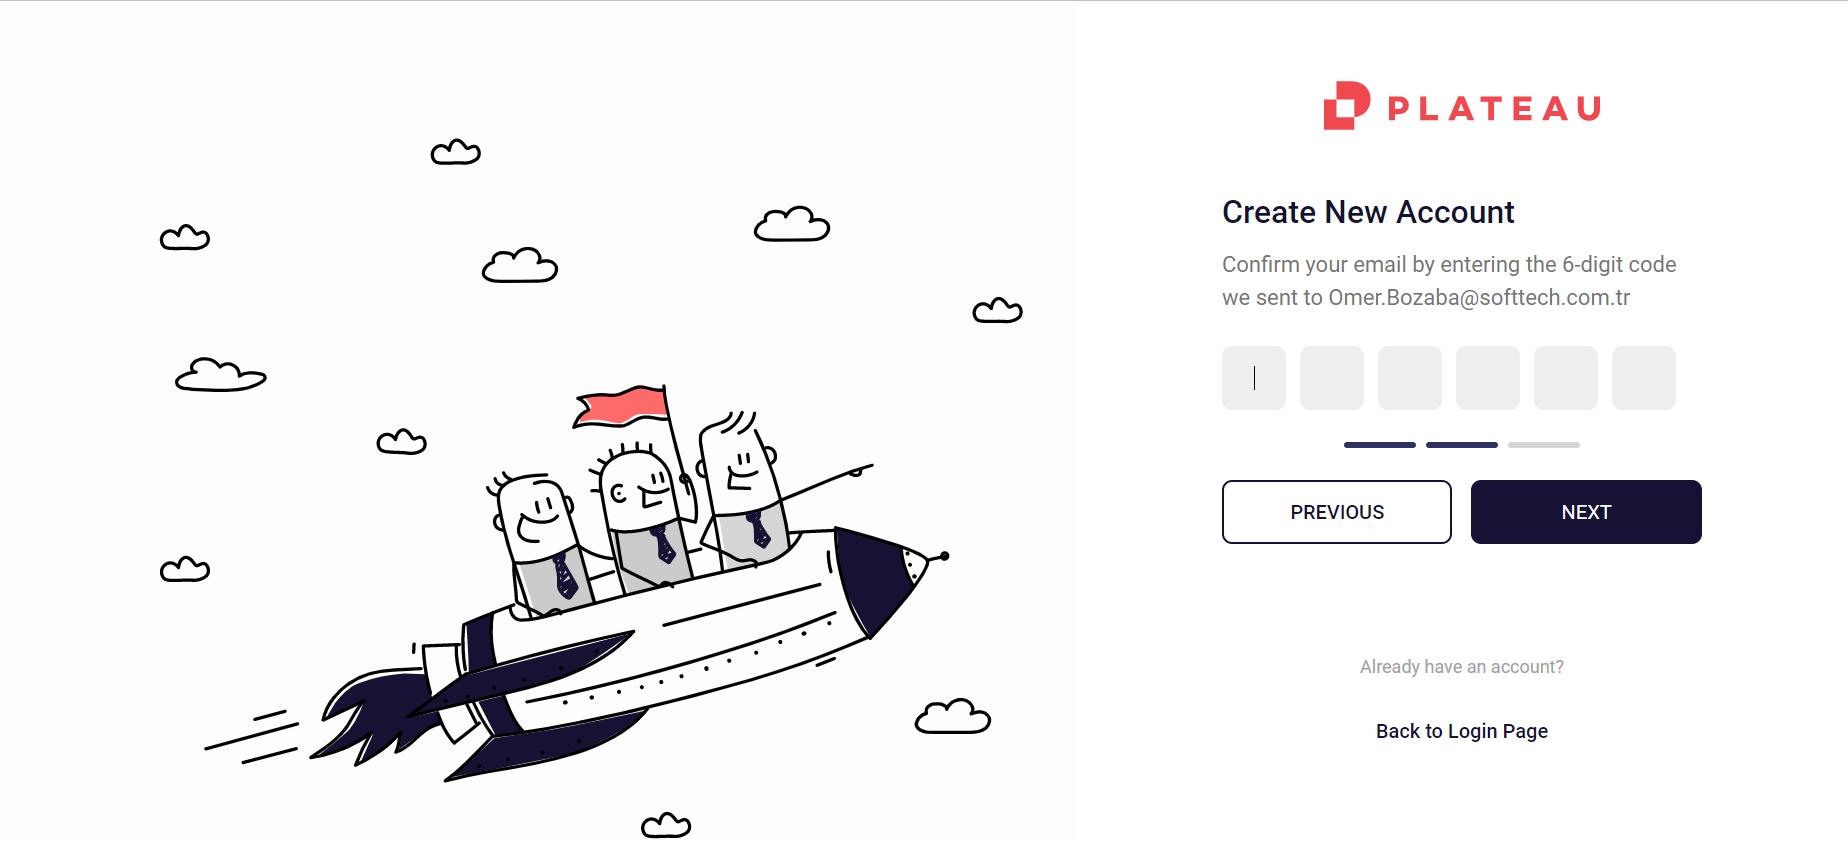 PLATEAU
Create New Account
Confirm your email by entering the 6-digit code
we sent to Omer.Bozaba@softtech.com.tr
PREVIOUS
NEXT
Already have an account?
Back to Login Page